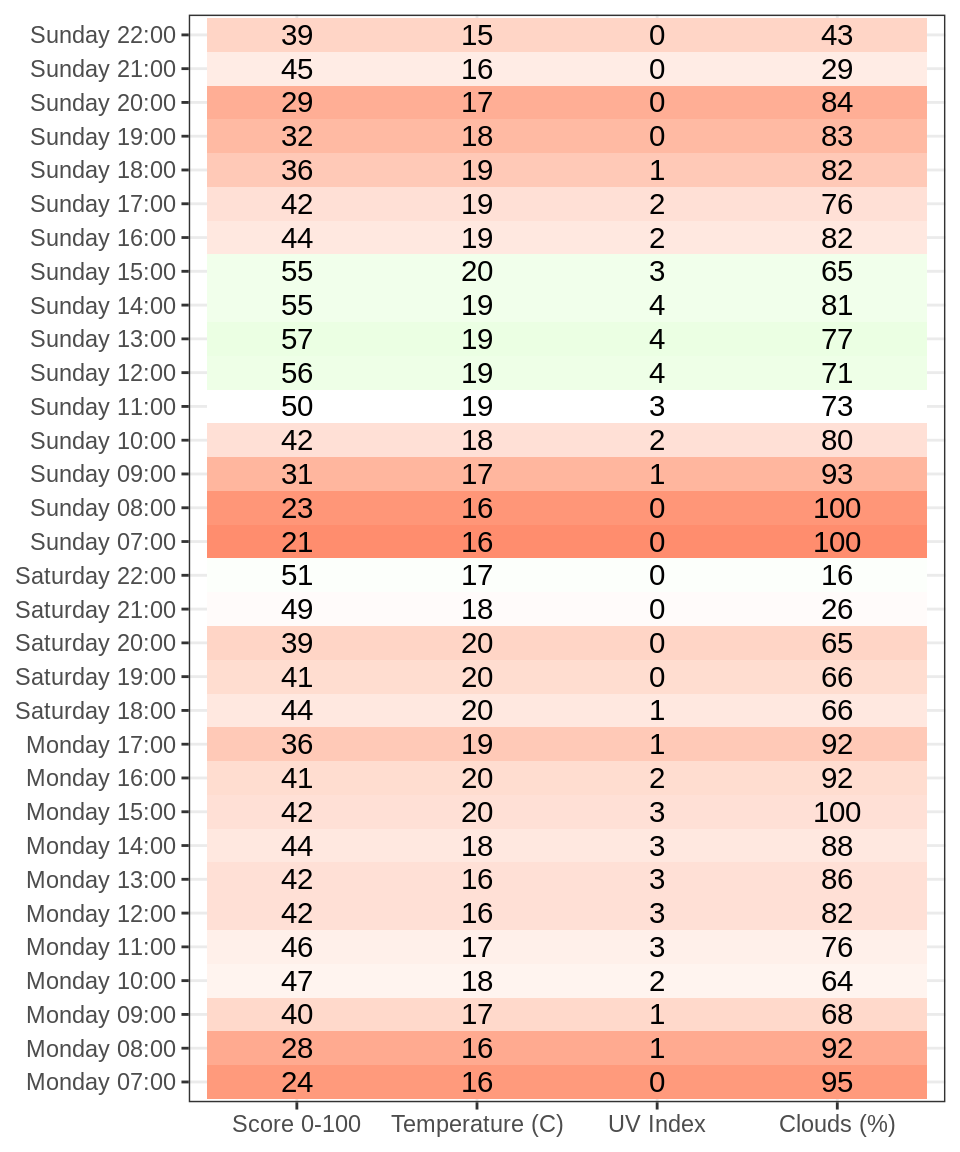 Sunday 22:00 39 15 0 43
Sunday 21:00 45 16 0 29
Sunday 20:00 29 17 0 84
Sunday 19:00 32 18 0 83
Sunday 18:00 36 19 1 82
Sunday 17:00 42 19 2 76
Sunday 16:00 44 19 2 82
Sunday 15:00 55 20 3 65
Sunday 14:00 55 19 4 81
Sunday 13:00 57 19 4 77
Sunday 12:00 56 19 4 71
Sunday 11:00 50 19 3 73
Sunday 10:00 42 18 2 80
Sunday 09:00 31 17 1 93
Sunday 08:00 23 16 0 100
Sunday 07:00 21 16 0 100
Saturday 22:00 51 17 0 16
Saturday 21:00 49 18 0 26
Saturday 20:00 39 20 0 65
Saturday 19:00 41 20 0 66
Saturday 18:00 44 20 1 66
Monday 17:00 36 19 1 92
Monday 16:00 41 20 2 92
Monday 15:00 42 20 3 100
Monday 14:00 44 18 3 88
Monday 13:00 42 16 3 86
Monday 12:00 42 16 3 82
Monday 11:00 46 17 3 76
Monday 10:00 47 18 2 64
Monday 09:00 40 17 1 68
Monday 08:00 28 16 1 92
Monday 07:00 24 16 0 95
Score 0-100 Temperature (C) UV Index Clouds (%)